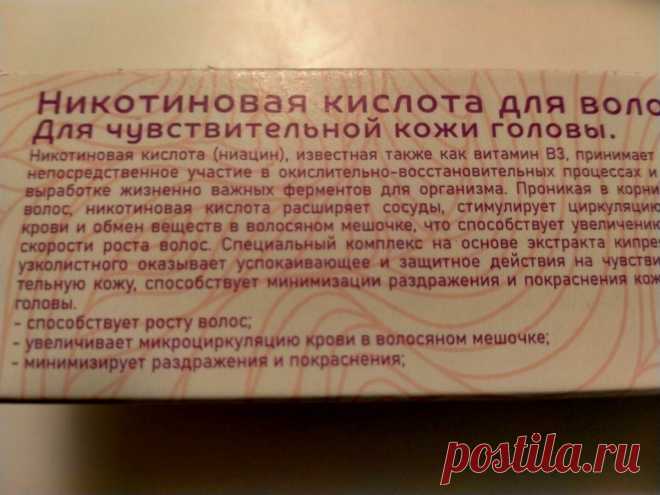 Никотиновая кислота для воло
Для чувствительной кожи головы.
Никотиновая кислота (ниацин), известная также как витамин В3, принимает
непосредственное участие в окислительно-восстановительных процессах и
выработке жизненно важных ферментов для организма. Проникая в корни
волос, никотиновая кислота расширяет сосуды, стимулирует циркуляцию
крови и обмен веществ в волосяном мешочке, что способствует увеличению
скорости роста волос. Специальный комплекс на основе экстракта кипрея
узколистного оказывает успокаивающее и защитное действия на чувстви-
тельную кожу, способствует минимизации раздражения и покраснения кож
головы.
- способствует росту волос;
- увеличивает микроциркуляцию крови в волосяном мешочке;
- минимизирует раздражения и покраснения;
postila.ru